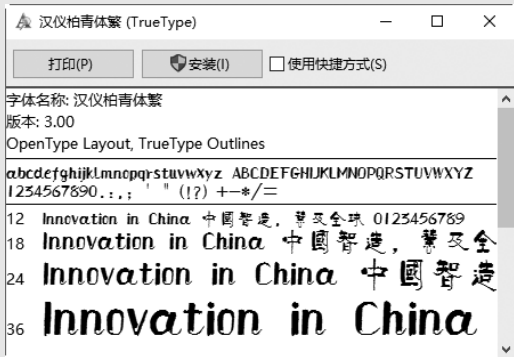 汉仪柏青体繁 (TrueType)
打印(P) 安装(I) 使用快捷方式(S)
字体名称: 汉仪柏青体繁
版本: 3.00
OpenType Layout, TrueType Outlines
abcdefghijklmnopqrstuvwxyz ABCDEFGHIJKLMNOPQRSTUVWXYZ
1234567890.:,; ' " (!?) +-*/=
12 Innovation in China 中國智造，業及全球 0123456789
18 Innovation in China 中國智造，業及全
24 Innovation in China 中國智造
36 Innovation in China